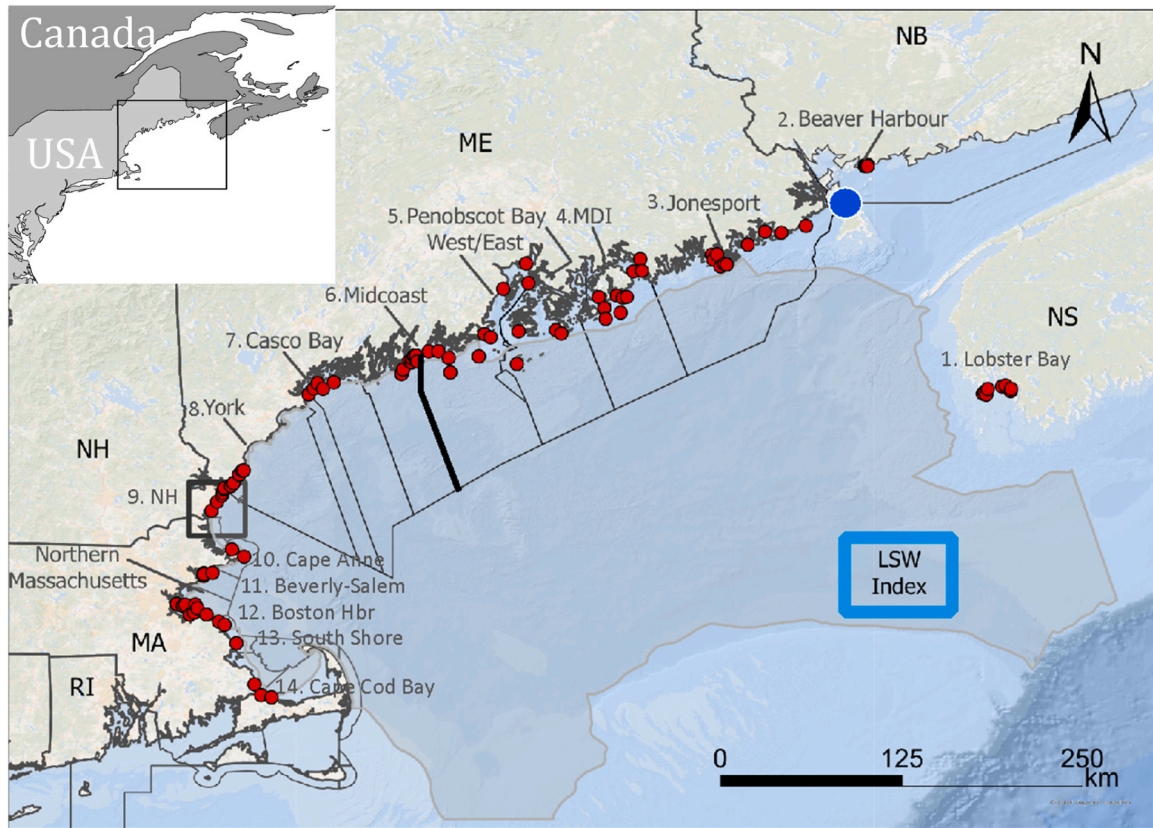 Canada
USA
NB
N
2. Beaver Harbour
ME
3. Jonesport
5. Penobscot Bay
West/East
4.MDI
NS
6.Midcoast
1. Lobster Bay
7. Casco Bay
8.York
NH
9. NH
Northern
Massachusetts
10. Cape Anne
11. Beverly-Salem
12. Boston Hbr
13. South Shore
14. Cape Cod Bay
MA
RI
LSW
Index
0 125 250
km